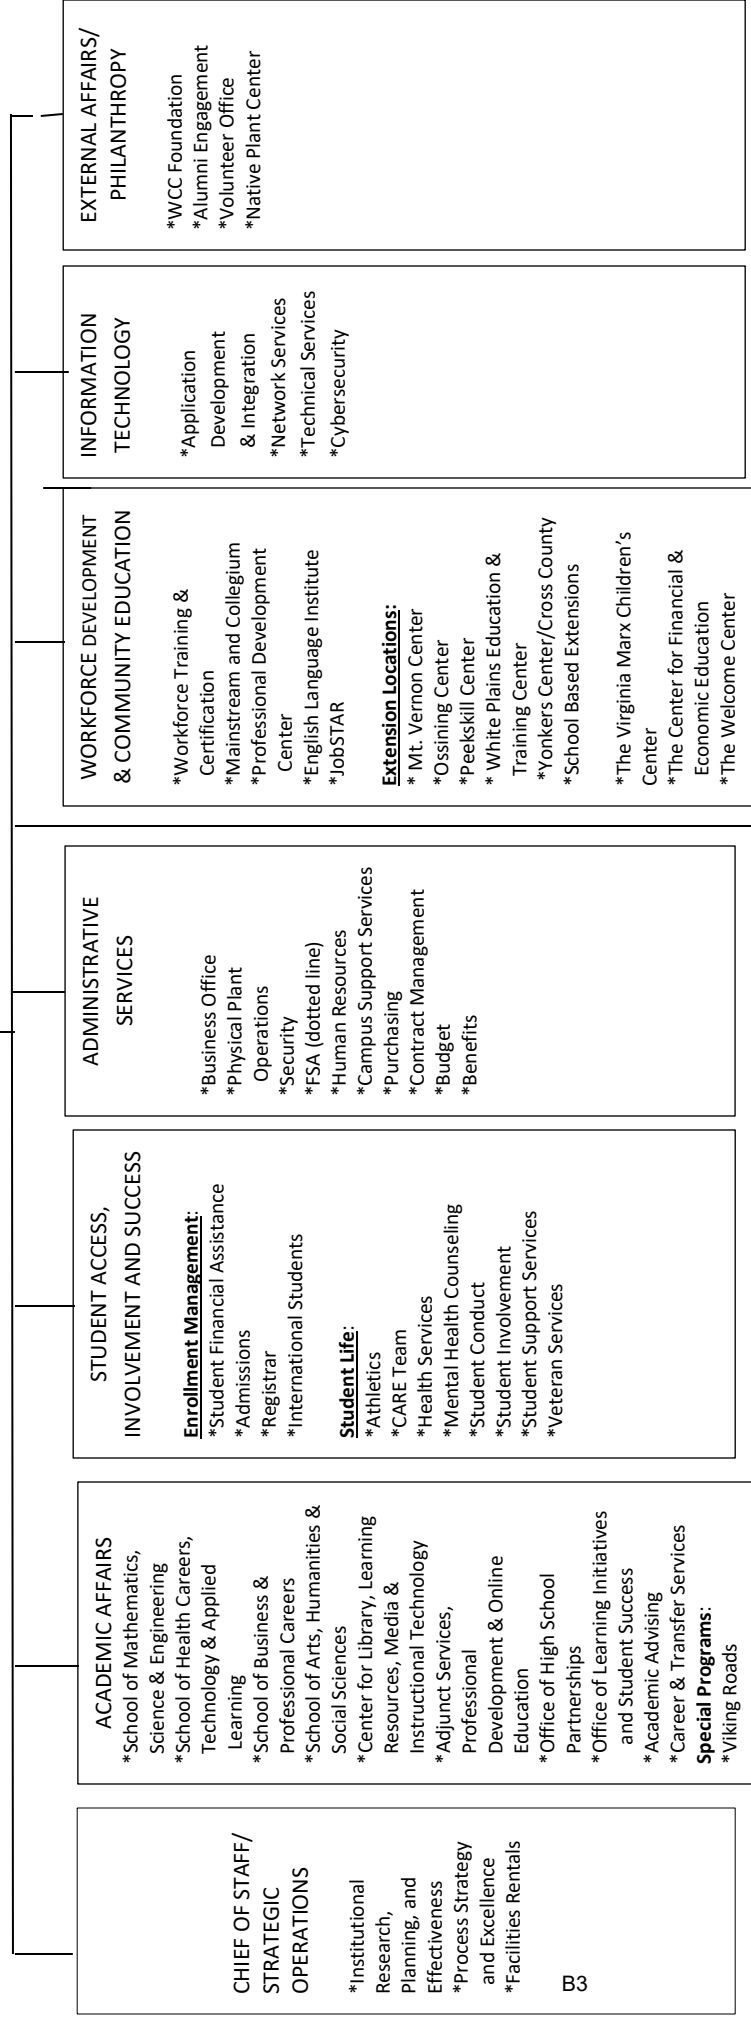 CHIEF OF STAFF/
STRATEGIC
OPERATIONS
*Institutional
Research,
Planning, and
Effectiveness
*Process Strategy
and Excellence
*Facilities Rentals
B3
ACADEMIC AFFAIRS
*School of Mathematics,
Science & Engineering
*School of Health Careers,
Technology & Applied
Learning
*School of Business &
Professional Careers
*School of Arts, Humanities &
Social Sciences
*Center for Library, Learning
Resources, Media &
Instructional Technology
*Adjunct Services,
Professional
Development & Online
Education
*Office of High School
Partnerships
*Office of Learning Initiatives
and Student Success
*Academic Advising
*Career & Transfer Services
Special Programs:
*Viking Roads
STUDENT ACCESS,
INVOLVEMENT AND SUCCESS
Enrollment Management:
*Student Financial Assistance
*Admissions
*Registrar
*International Students
Student Life:
*Athletics
*CARE Team
*Health Services
*Mental Health Counseling
*Student Conduct
*Student Involvement
*Student Support Services
*Veteran Services
ADMINISTRATIVE
SERVICES
*Business Office
*Physical Plant
Operations
*Security
*FSA (dotted line)
*Human Resources
*Campus Support Services
*Purchasing
*Contract Management
*Budget
*Benefits
WORKFORCE DEVELOPMENT
& COMMUNITY EDUCATION
*Workforce Training &
Certification
*Mainstream and Collegium
*Professional Development
Center
*English Language Institute
*JobSTAR
Extension Locations:
* Mt. Vernon Center
*Ossining Center
*Peekskill Center
* White Plains Education &
Training Center
*Yonkers Center/Cross County
*School Based Extensions
*The Virginia Marx Children's
Center
*The Center for Financial &
Economic Education
*The Welcome Center
INFORMATION
TECHNOLOGY
*Application
Development
& Integration
*Network Services
*Technical Services
*Cybersecurity
EXTERNAL AFFAIRS/
PHILANTHROPY
*WCC Foundation
*Alumni Engagement
*Volunteer Office
*Native Plant Center